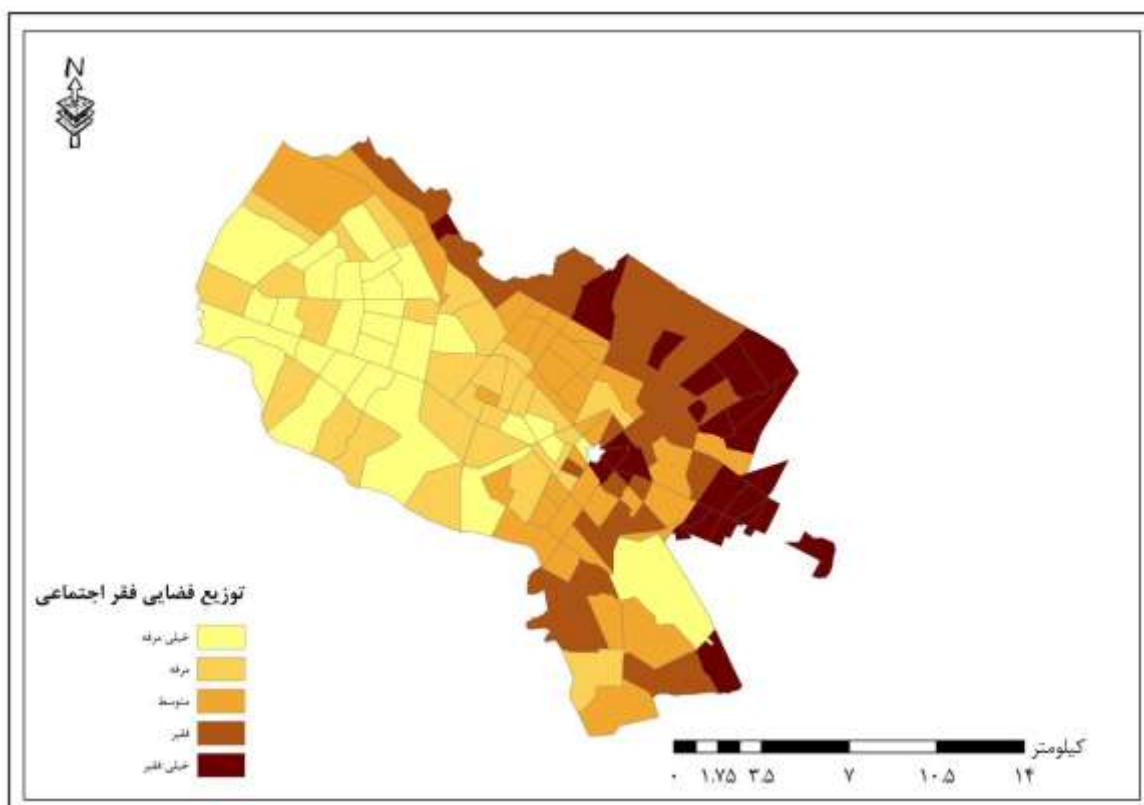 N
توزیع فضایی فقر اجتماعی
خیلی مرفه
مرفه
متوسط
فقیر
خیلی فقیر
کیلومتر
۰ ۱.۷۵ ۳.۵ ۷ ۱۰.۵ ۱۴